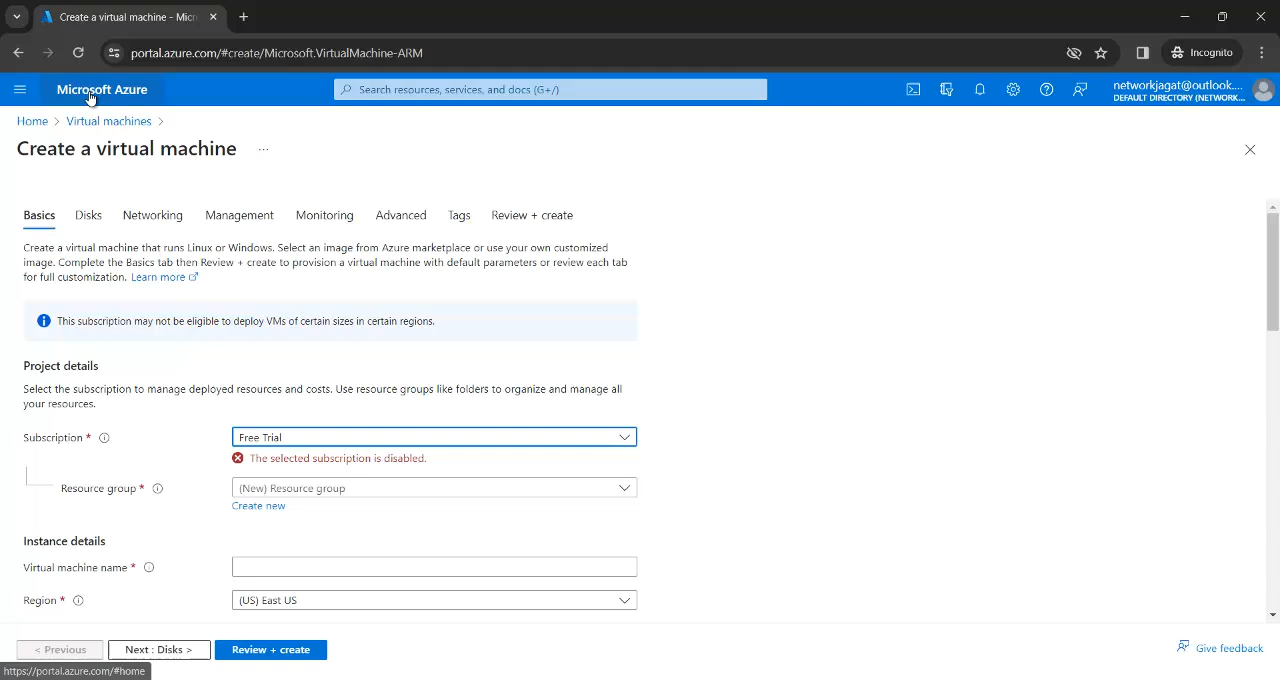 Create a virtual machine - Micr
portal.azure.com/#create/Microsoft.VirtualMachine-ARM
Incognito
Microsoft Azure
Search resources, services, and docs (G+/)
networkjagat@outlook....
DEFAULT DIRECTORY (NETWORK...
Home > Virtual machines >
Create a virtual machine ...
Basics Disks Networking Management Monitoring Advanced Tags Review + create
Create a virtual machine that runs Linux or Windows. Select an image from Azure marketplace or use your own customized
image. Complete the Basics tab then Review + create to provision a virtual machine with default parameters or review each tab
for full customization. Learn more
This subscription may not be eligible to deploy VMs of certain sizes in certain regions.
Project details
Select the subscription to manage deployed resources and costs. Use resource groups like folders to organize and manage all
your resources.
Subscription * Free Trial
The selected subscription is disabled.
Resource group * (New) Resource group
Create new
Instance details
Virtual machine name *
Region * (US) East US
< Previous Next : Disks > Review + create Give feedback
https://portal.azure.com/#home